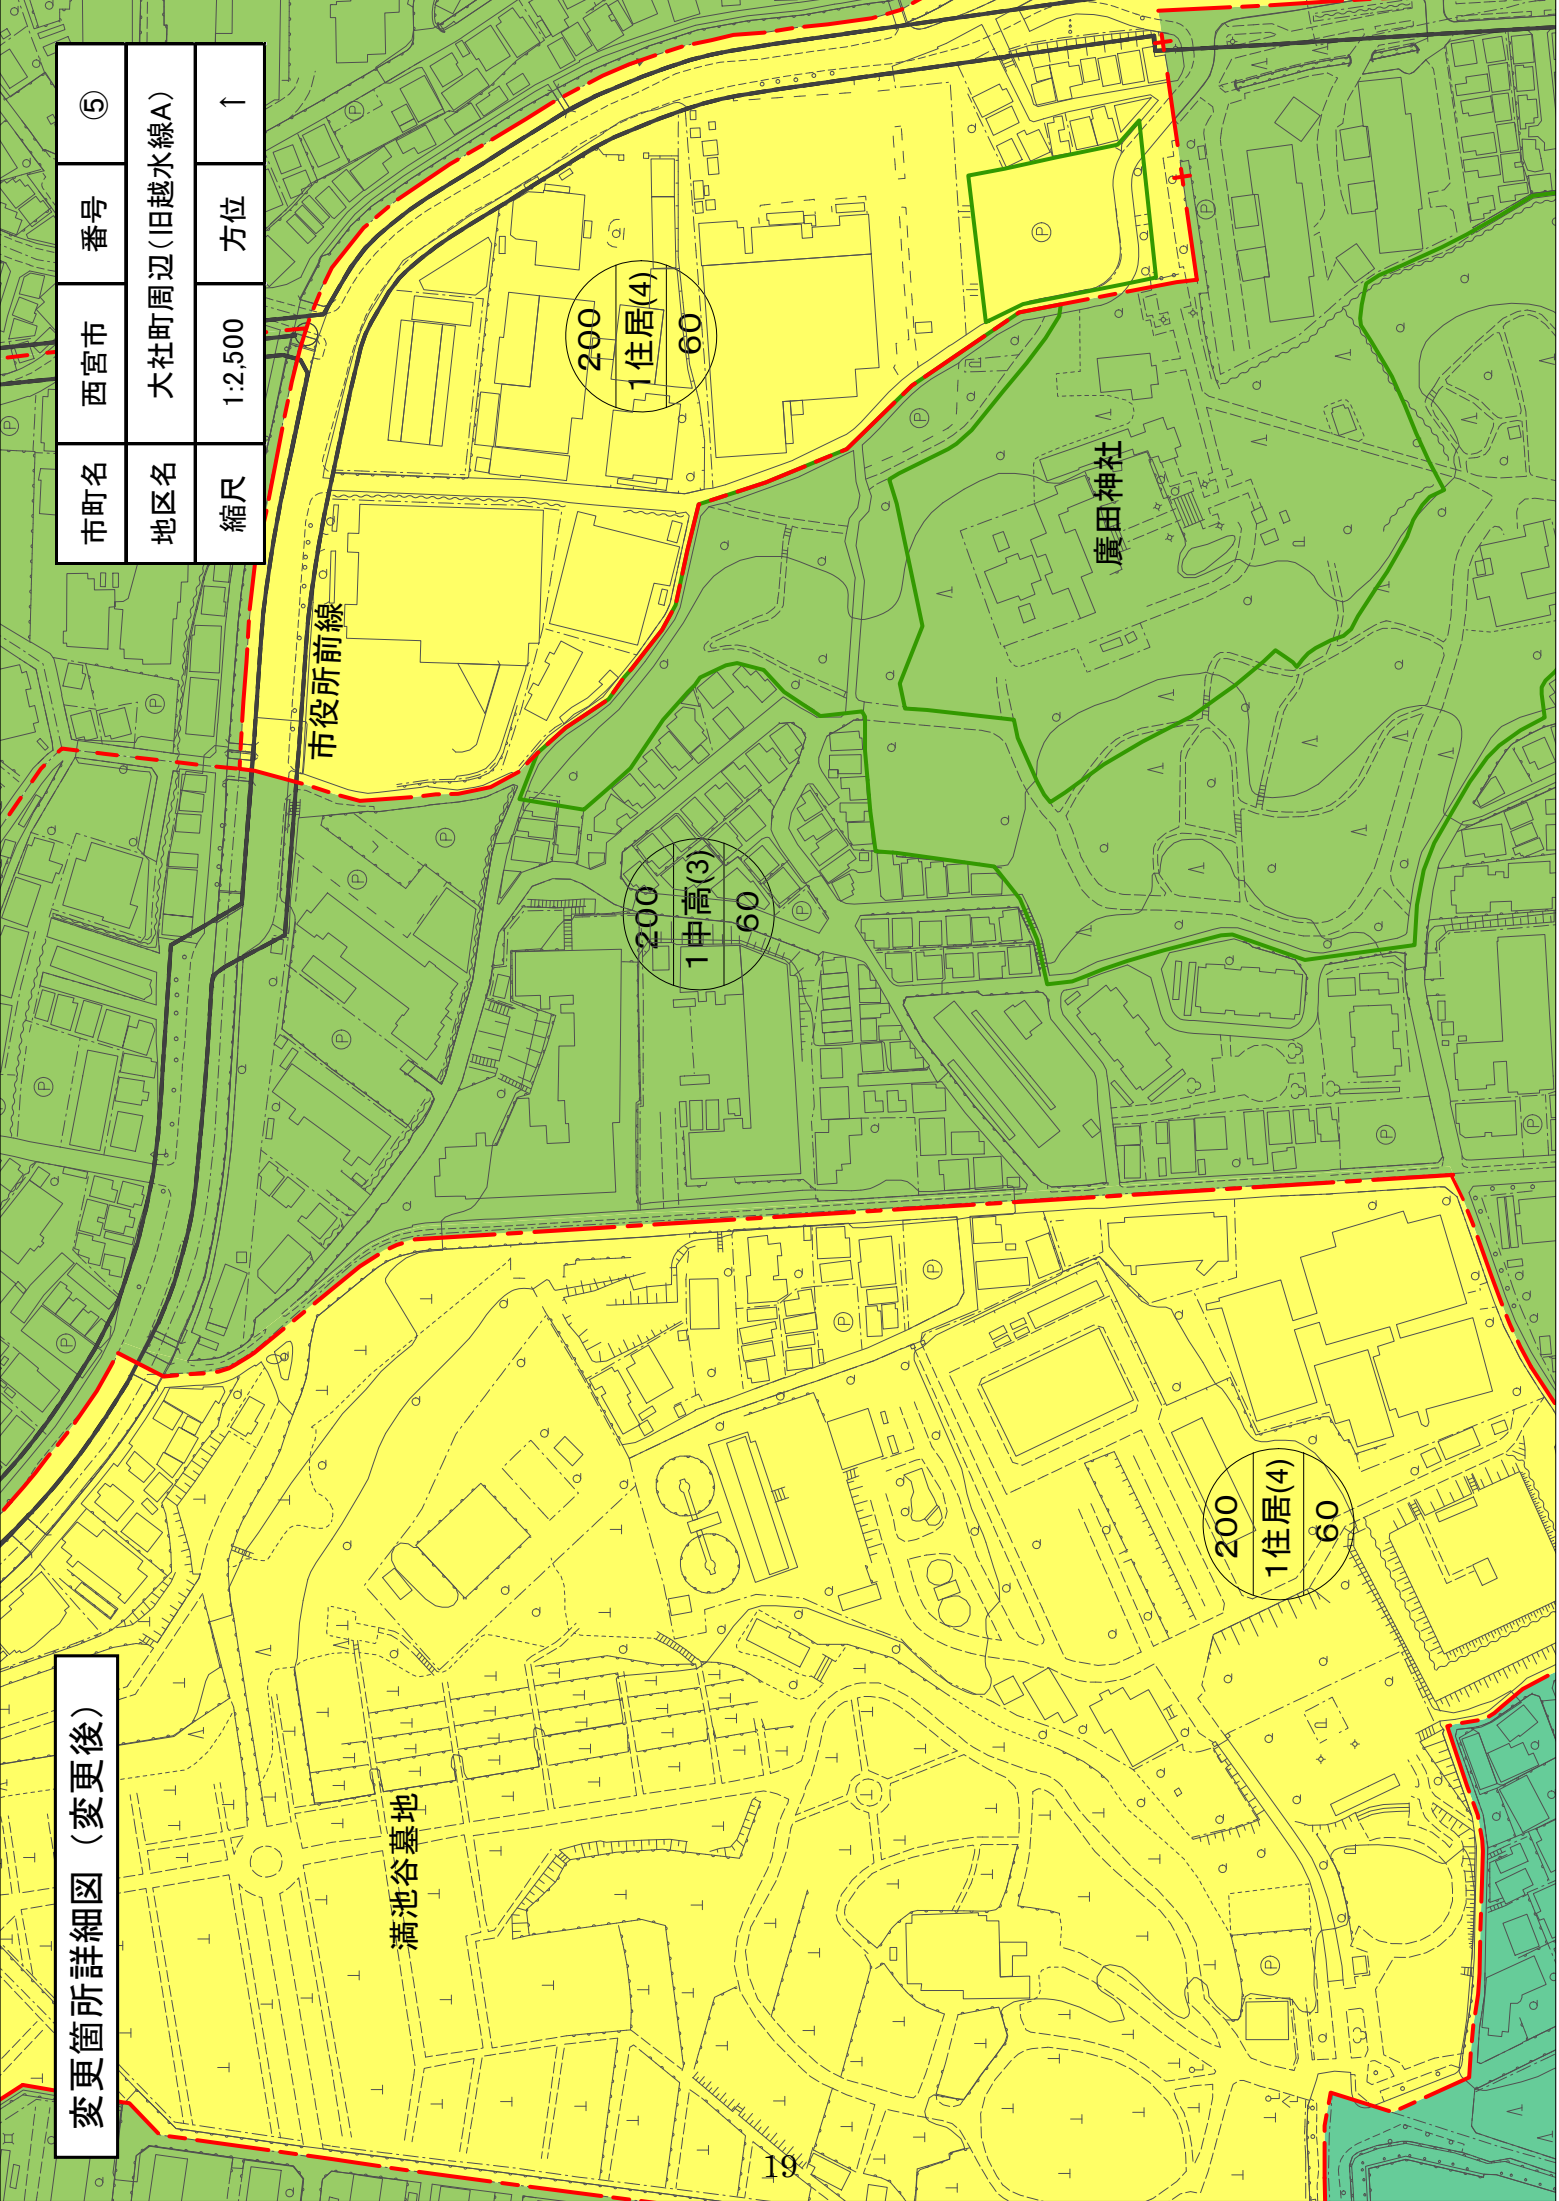 変更箇所詳細図（変更後）
市町名 西宮市 番号 ⑤
地区名 大社町周辺（旧越水線A）
縮尺 1:2,500 方位 ↑
市役所前線
200
1住居(4)
60
200
1中高(3)
60
廣田神社
満池谷墓地
200
1住居(4)
60
19